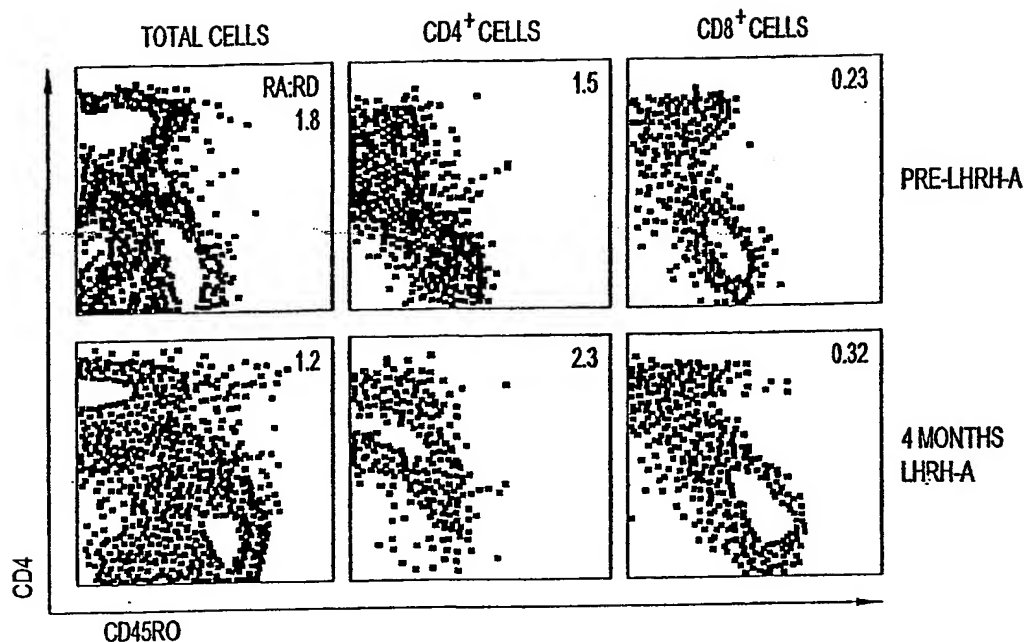 TOTAL CELLS
CD4+ CELLS
CD8+ CELLS
RA:RD
1.8
1.5
0.23
PRE-LHRH-A
1.2
2.3
0.32
4 MONTHS
LHRH-A
CD4
CD45RO